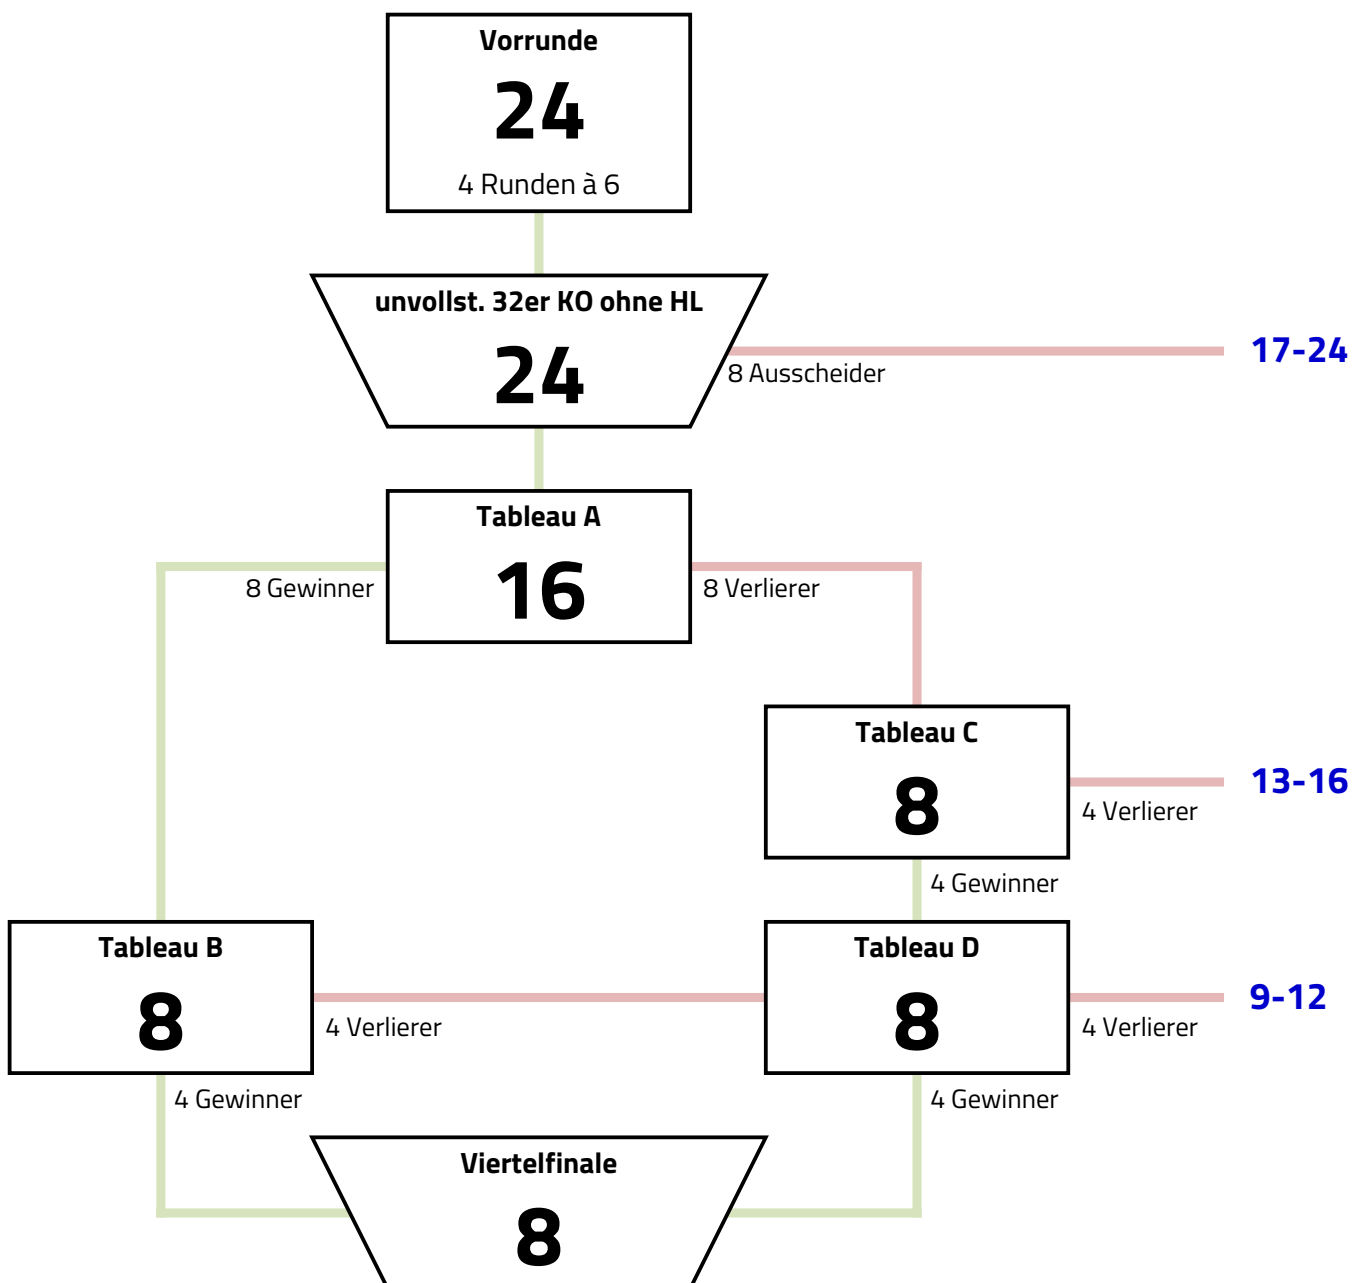 Vorrunde
24
4 Runden à 6
unvollst. 32er KO ohne HL
24
17-24
8 Ausscheider
Tableau A
16
8 Gewinner
8 Verlierer
Tableau C
8
13-16
4 Verlierer
4 Gewinner
Tableau B
8
4 Verlierer
Tableau D
8
9-12
4 Verlierer
4 Gewinner
4 Gewinner
Viertelfinale
8